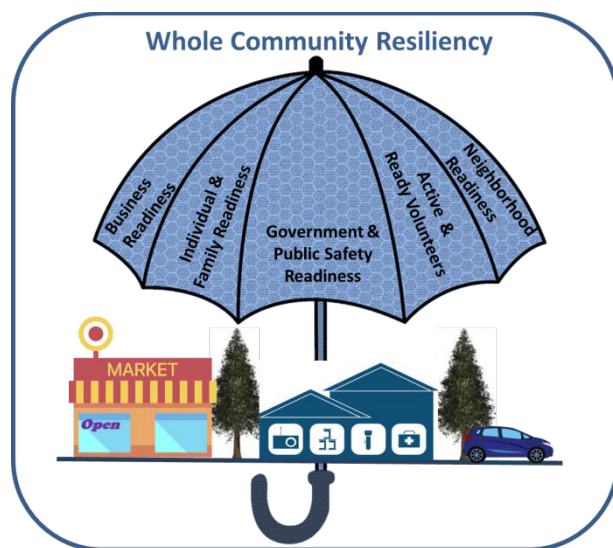 Whole Community Resiliency
Business
Readiness
Individual &
Family Readiness
Government &
Public Safety
Readiness
Active &
Ready Volunteers
Neighborhood
Readiness
MARKET
Open